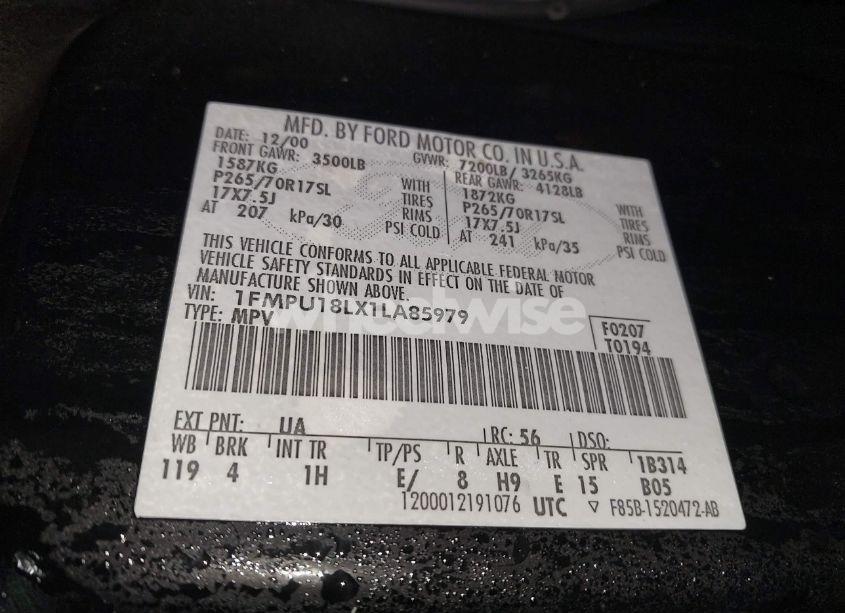 MFD. BY FORD MOTOR CO. IN U.S.A.
DATE: 12/00 GVWR: 7200LB/ 3265KG
FRONT GAWR: 3500LB REAR GAWR: 4128LB
1587KG WITH 1872KG WITH
P265/70R17SL TIRES P265/70R17SL TIRES
17X7.5J RIMS 17X7.5J RIMS
AT 207 kPa/30 PSI COLD AT 241 kPa/35 PSI COLD
THIS VEHICLE CONFORMS TO ALL APPLICABLE FEDERAL MOTOR
VEHICLE SAFETY STANDARDS IN EFFECT ON THE DATE OF
MANUFACTURE SHOWN ABOVE.
VIN: 1FMPU18LX1LA85979
TYPE: MPV
wheelwise
F0207
T0194
EXT PNT: UA RC: 56 DSO:
WB BRK INT TR TP/PS R AXLE TR SPR 1B314
119 4 1H E/ 8 H9 E 15 B05
1200012191076 UTC F85B-1520472-AB